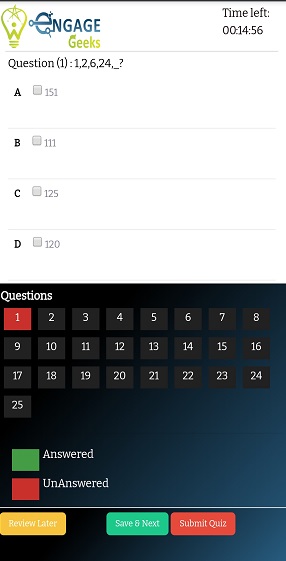 ENGAGE
Geeks
Time left:
00:14:56
Question (1) : 1,2,6,24,_?
A 151
B 111
C 125
D 120
Questions
1 2 3 4 5 6 7 8
9 10 11 12 13 14 15 16
17 18 19 20 21 22 23 24
25
Answered
UnAnswered
Review Later Save & Next Submit Quiz